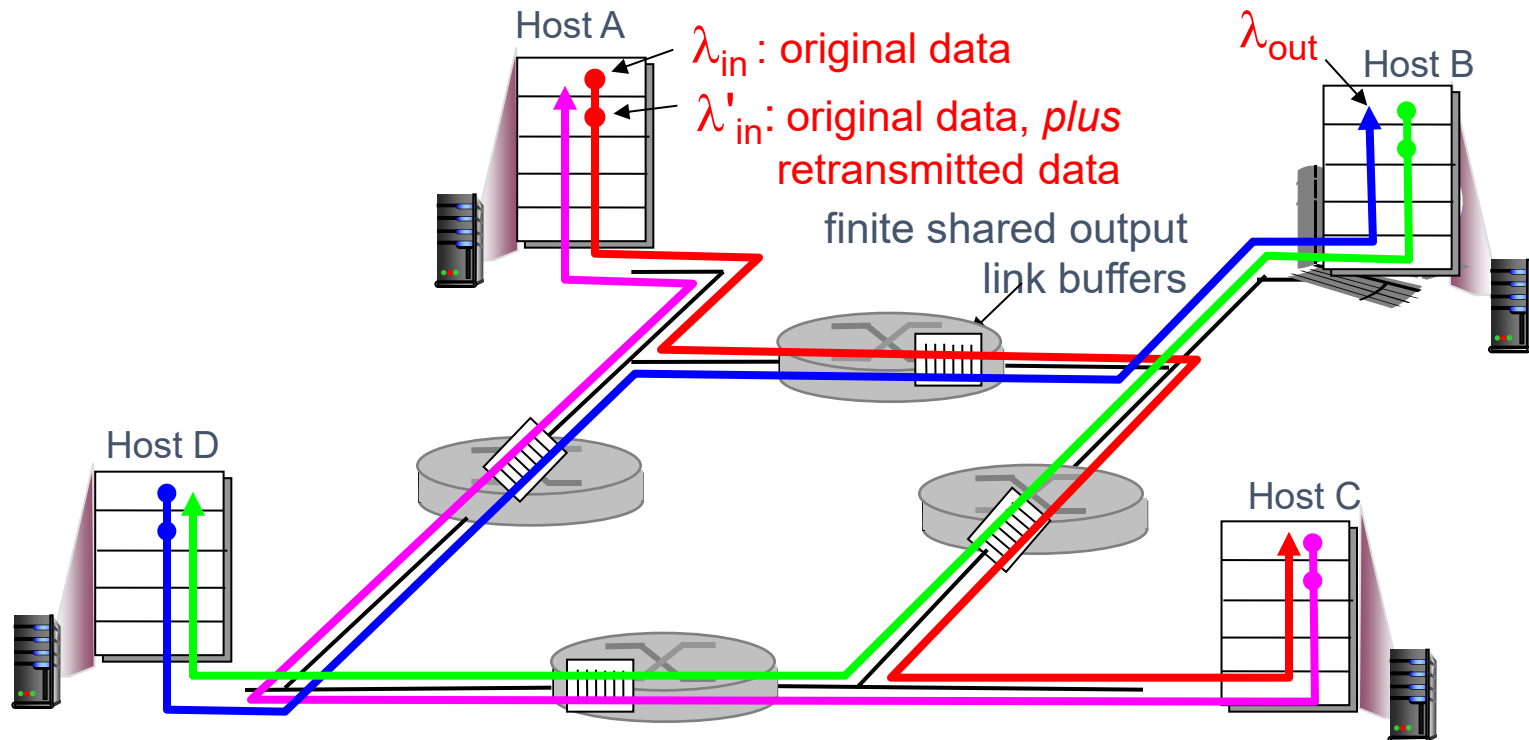 Host A
λin : original data
λ'in: original data, plus
retransmitted data
λout
Host B
finite shared output
link buffers
Host D
Host C